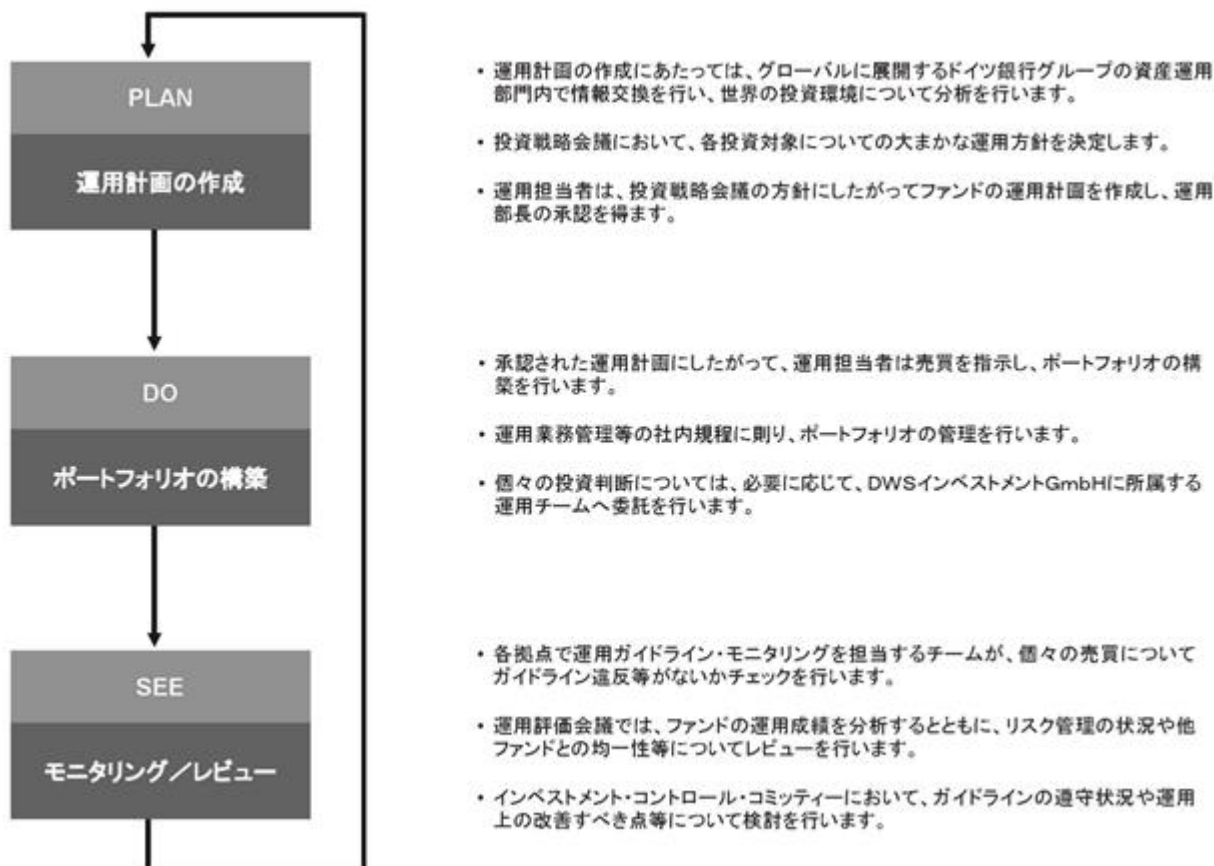 PLAN
運用計画の作成
・運用計画の作成にあたっては、グローバルに展開するドイツ銀行グループの資産運用
部門内で情報交換を行い、世界の投資環境について分析を行います。
・投資戦略会議において、各投資対象についての大まかな運用方針を決定します。
・運用担当者は、投資戦略会議の方針にしたがってファンドの運用計画を作成し、運用
部長の承認を得ます。
DO
ポートフォリオの構築
・承認された運用計画にしたがって、運用担当者は売買を指示し、ポートフォリオの構
築を行います。
・運用業務管理等の社内規程に則り、ポートフォリオの管理を行います。
・個々の投資判断については、必要に応じて、DWSインベストメントGmbHに所属する
運用チームへ委託を行います。
SEE
モニタリング／レビュー
・各拠点で運用ガイドライン・モニタリングを担当するチームが、個々の売買について
ガイドライン違反等がないかチェックを行います。
・運用評価会議では、ファンドの運用成績を分析するとともに、リスク管理の状況や他
ファンドとの均一性等についてレビューを行います。
・インベストメント・コントロール・コミッティーにおいて、ガイドラインの遵守状況や運用
上の改善すべき点等について検討を行います。